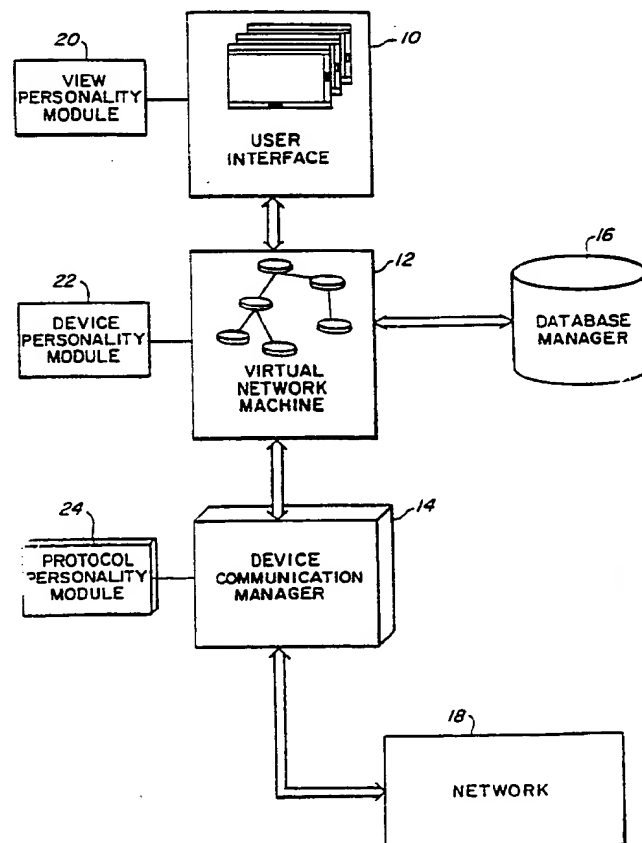 20
VIEW
PERSONALITY
MODULE
10
USER
INTERFACE
22
DEVICE
PERSONALITY
MODULE
12
VIRTUAL
NETWORK
MACHINE
16
DATABASE
MANAGER
24
PROTOCOL
PERSONALITY
MODULE
14
DEVICE
COMMUNICATION
MANAGER
18
NETWORK